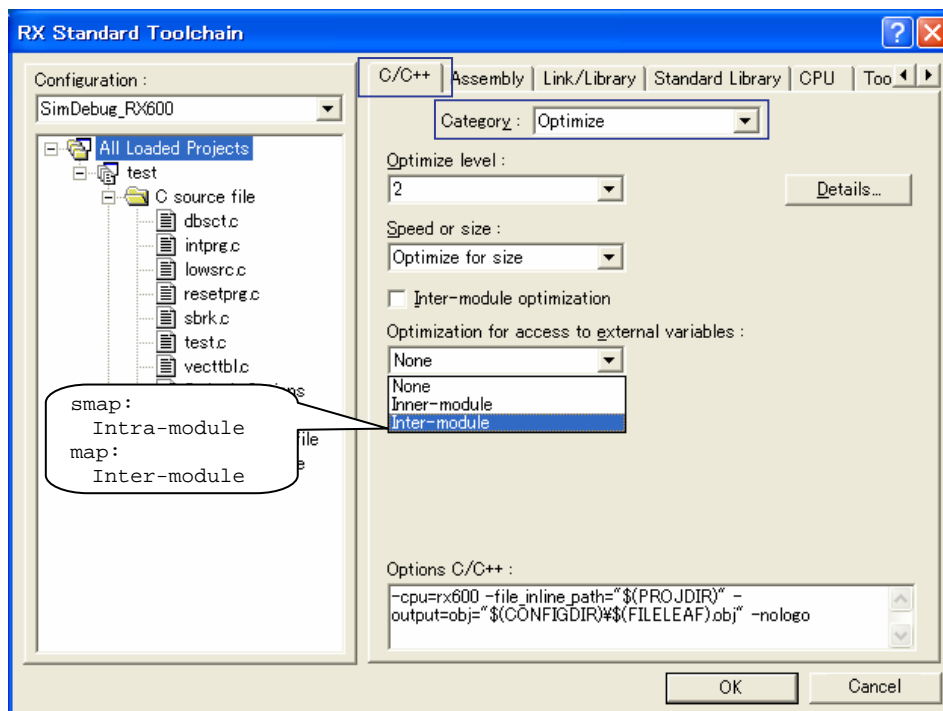 RX Standard Toolchain
Configuration :
SimDebug_RX600
All Loaded Projects
test
C source file
dbsct.c
intprg.c
lowsrc.c
resetprg.c
sbrk.c
test.c
vecttbl.c
smap:
Intra-module
map:
Inter-module
C/C++
Assembly
Link/Library
Standard Library
CPU
Too
Category :
Optimize
Optimize level :
2
Details...
Speed or size :
Optimize for size
Inter-module optimization
Optimization for access to external variables :
None
None
Inner-module
Inter-module
Options C/C++ :
-cpu=rx600 -file_inline_path="$(PROJDIR)" -
output=obj="$(CONFIGDIR)¥$(FILELEAF).obj" -nologo
OK
Cancel